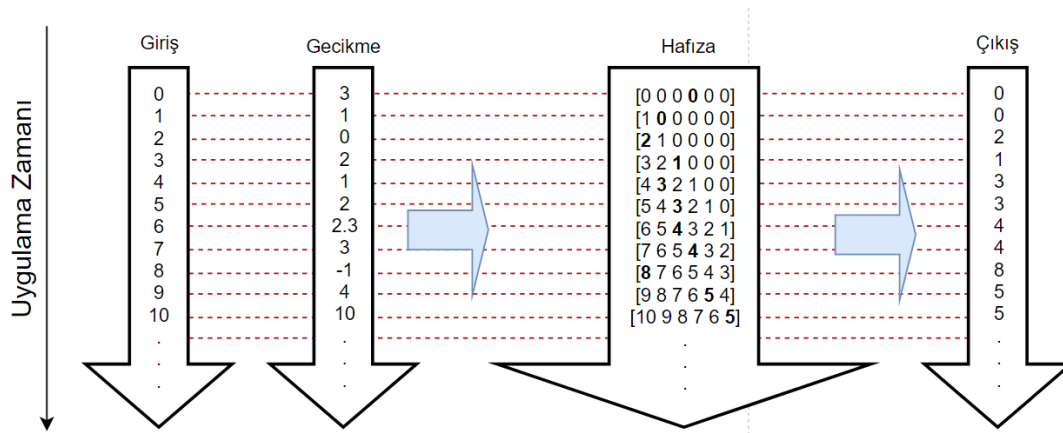 Uygulama Zamanı
Giriş Gecikme Hafıza Çıkış
0 3 [0 0 0 0 0 0] 0
1 1 [1 0 0 0 0 0] 0
2 0 [2 1 0 0 0 0] 2
3 2 [3 2 1 0 0 0] 1
4 1 [4 3 2 1 0 0] 3
5 2 [5 4 3 2 1 0] 3
6 2.3 [6 5 4 3 2 1] 4
7 3 [7 6 5 4 3 2] 4
8 -1 [8 7 6 5 4 3] 8
9 4 [9 8 7 6 5 4] 5
10 10 [10 9 8 7 6 5] 5
. . . .
. . . .
. . . .